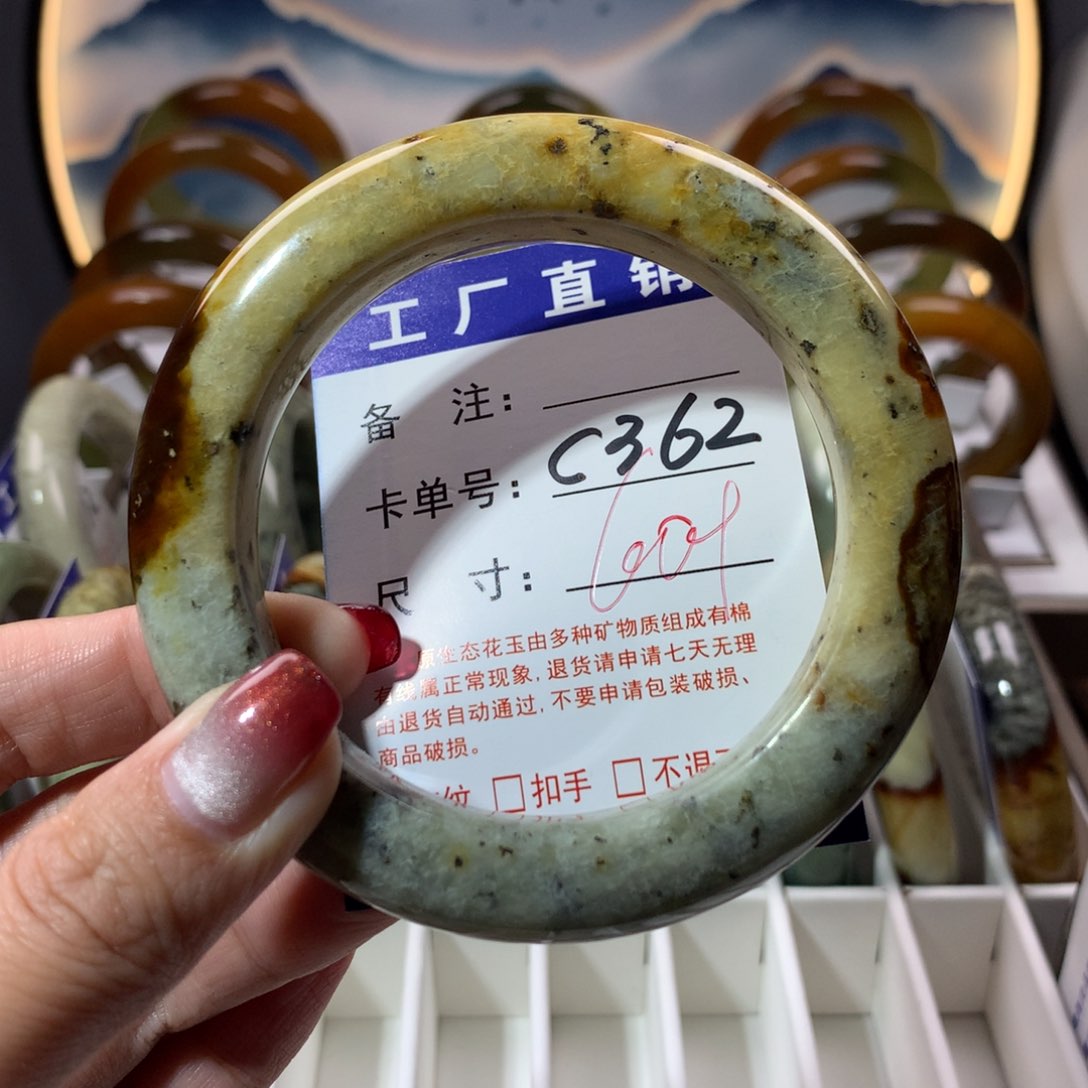 工厂直销
备 注：
卡单号：C362
尺 寸：
原生态花玉由多种矿物质组成有棉
有线属正常现象，退货请申请七天无理
由退货自动通过，不要申请包装破损、
商品破损。
纹 □扣手 □不退